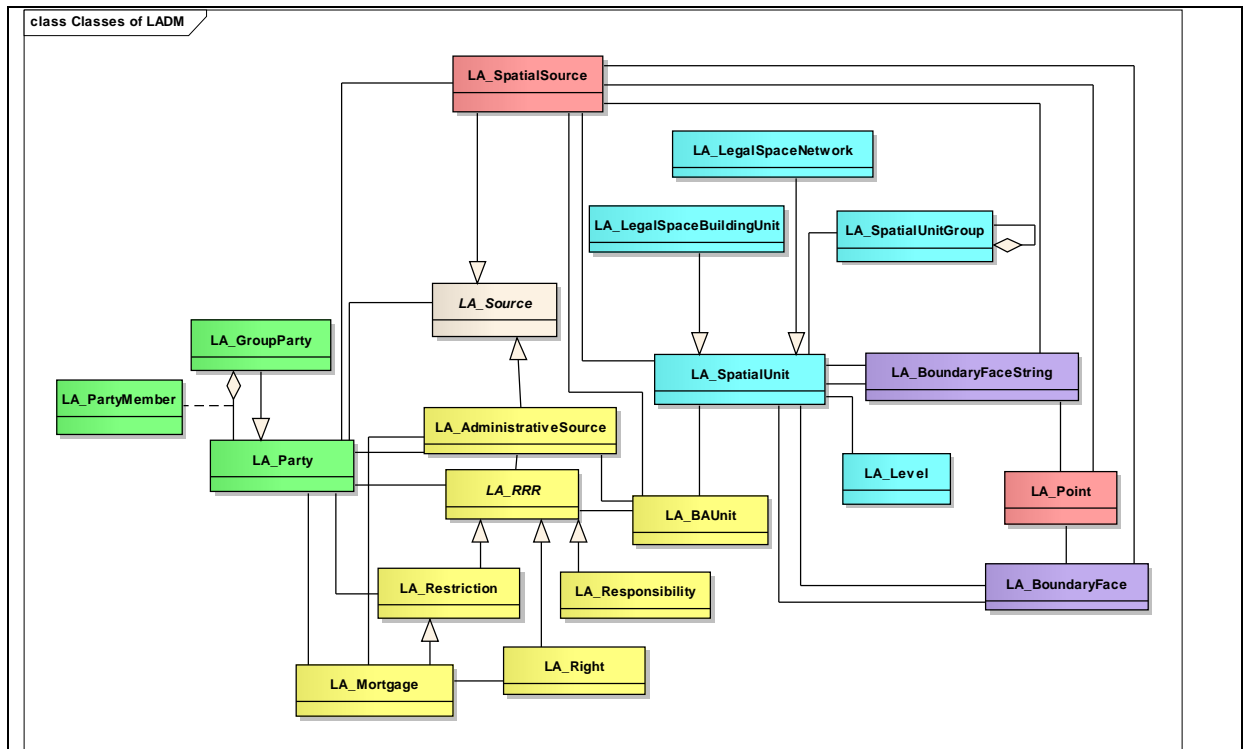 class Classes of LADM
LA_SpatialSource
LA_LegalSpaceNetwork
LA_LegalSpaceBuildingUnit
LA_SpatialUnitGroup
LA_Source
LA_GroupParty
LA_SpatialUnit
LA_BoundaryFaceString
LA_PartyMember
LA_AdministrativeSource
LA_Party
LA_Level
LA_RRR
LA_Point
LA_BAUnit
LA_Restriction
LA_Responsibility
LA_BoundaryFace
LA_Right
LA_Mortgage